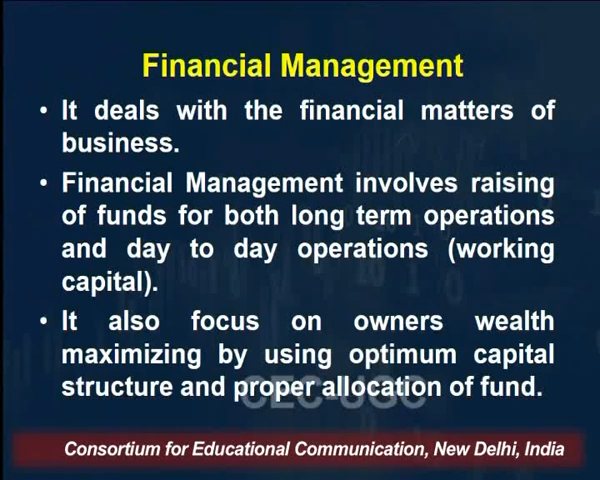 Financial Management
• It deals with the financial matters of
business.
• Financial Management involves raising
of funds for both long term operations
and day to day operations (working
capital).
• It also focus on owners wealth
maximizing by using optimum capital
structure and proper allocation of fund.
CEC-UGC
Consortium for Educational Communication, New Delhi, India